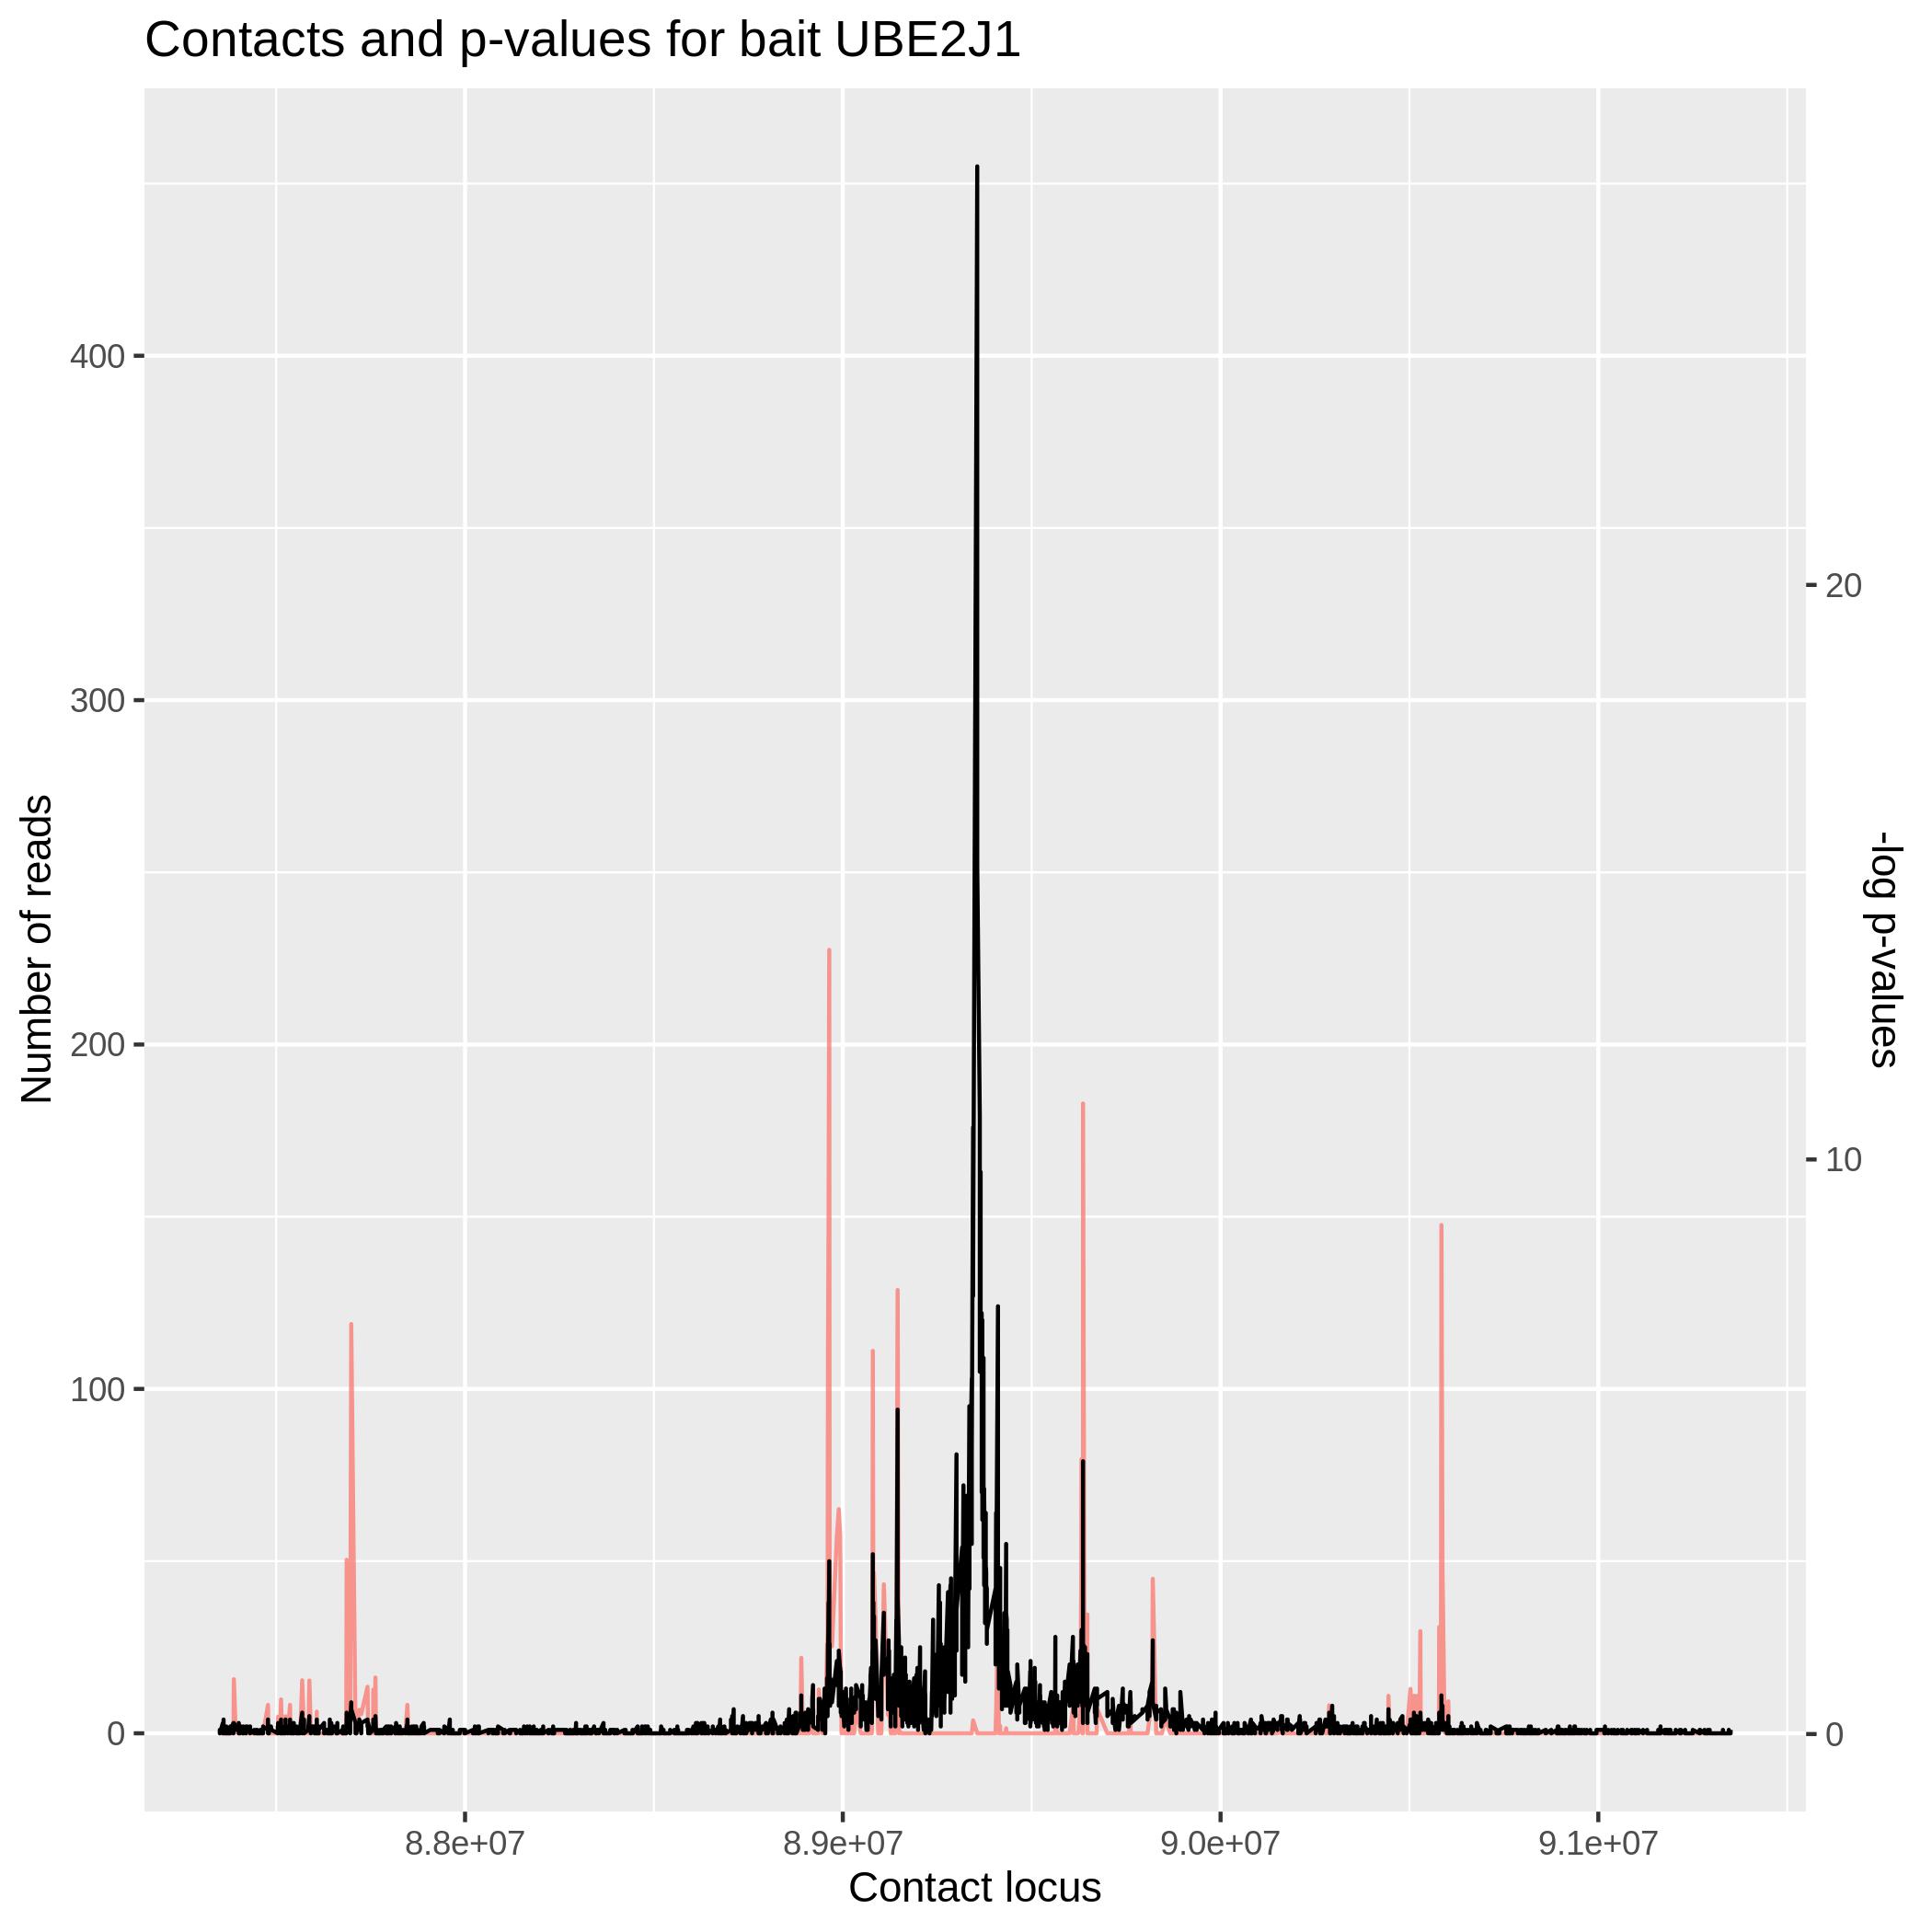 Contacts and p-values for bait UBE2J1
Number of reads
400
300
200
100
0
20
10
0
-log p-values
8.8e+07
8.9e+07
9.0e+07
9.1e+07
Contact locus